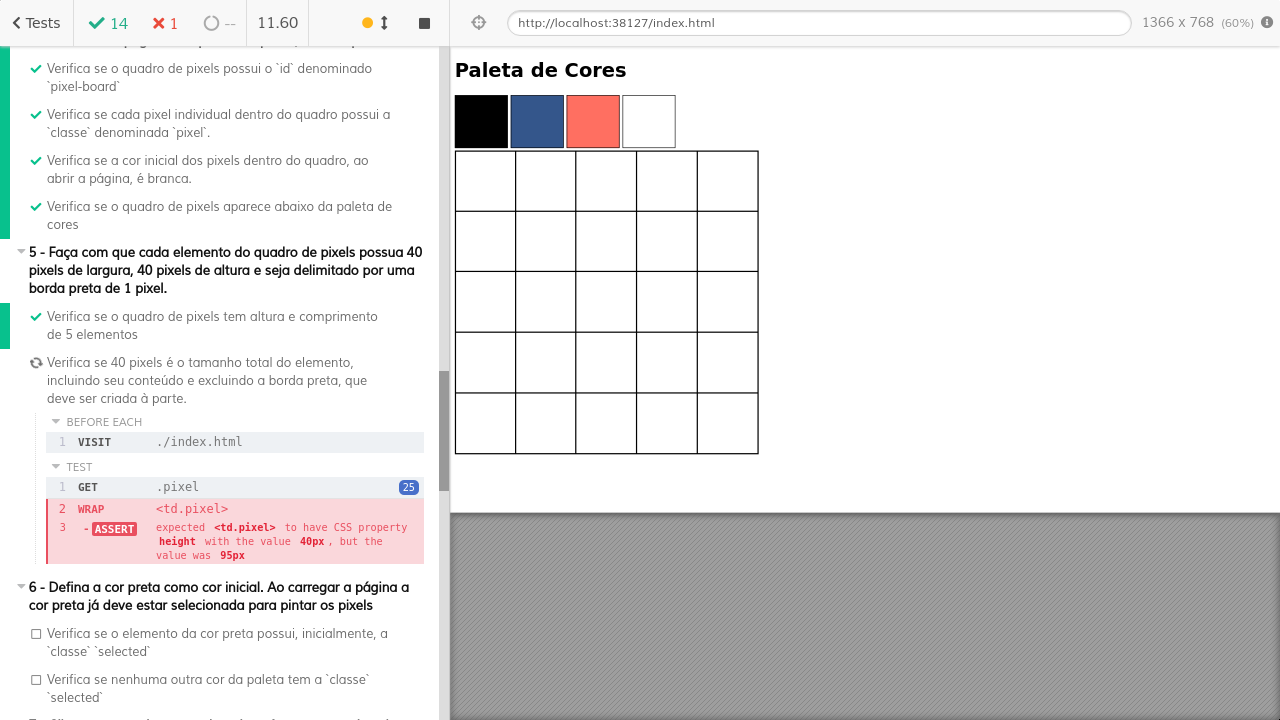 Tests
14
1
--
11.60
http://localhost:38127/index.html
1366 x 768 (60%)
Verifica se o quadro de pixels possui o `id` denominado
`pixel-board`
Verifica se cada pixel individual dentro do quadro possui a
`classe` denominada `pixel`.
Verifica se a cor inicial dos pixels dentro do quadro, ao
abrir a página, é branca.
Verifica se o quadro de pixels aparece abaixo da paleta de
cores
5 - Faça com que cada elemento do quadro de pixels possua 40
pixels de largura, 40 pixels de altura e seja delimitado por uma
borda preta de 1 pixel.
Verifica se o quadro de pixels tem altura e comprimento
de 5 elementos
Verifica se 40 pixels é o tamanho total do elemento,
incluindo seu conteúdo e excluindo a borda preta, que
deve ser criada à parte.
BEFORE EACH
1 VISIT ./index.html
TEST
1 GET .pixel 25
2 WRAP <td.pixel>
3 - ASSERT expected <td.pixel> to have CSS property
height with the value 40px, but the
value was 95px
6 - Defina a cor preta como cor inicial. Ao carregar a página a
cor preta já deve estar selecionada para pintar os pixels
Verifica se o elemento da cor preta possui, inicialmente, a
`classe` `selected`
Verifica se nenhuma outra cor da paleta tem a `classe`
`selected`
Paleta de Cores